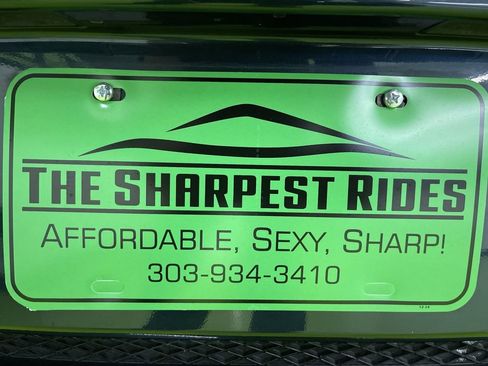 THE SHARPEST RIDES
AFFORDABLE, SEXY, SHARP!
303-934-3410